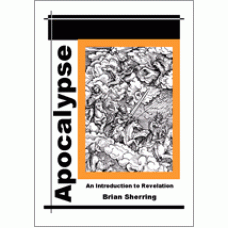 Apocalypse
An Introduction to Revelation
Brian Sherring